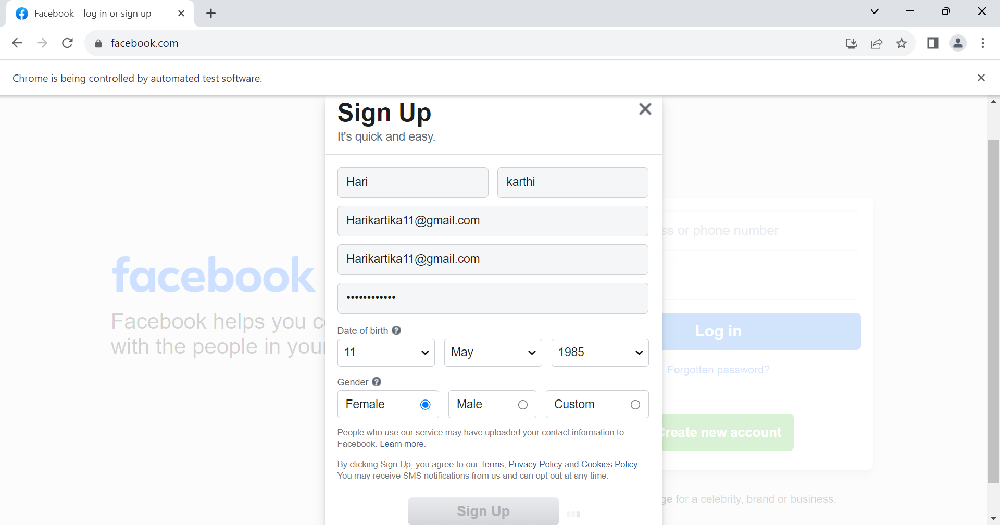 Facebook – log in or sign up
facebook.com
Chrome is being controlled by automated test software.
Sign Up
It's quick and easy.
Hari
karthi
Harikartika11@gmail.com
Harikartika11@gmail.com
••••••••••••
Date of birth ?
11
May
1985
Gender ?
Female
Male
Custom
People who use our service may have uploaded your contact information to
Facebook. Learn more.
By clicking Sign Up, you agree to our Terms, Privacy Policy and Cookies Policy.
You may receive SMS notifications from us and can opt out at any time.
Sign Up
facebook
Facebook helps you
with the people in your
or phone number
Log in
Forgotten password?
Create new account
for a celebrity, brand or business.